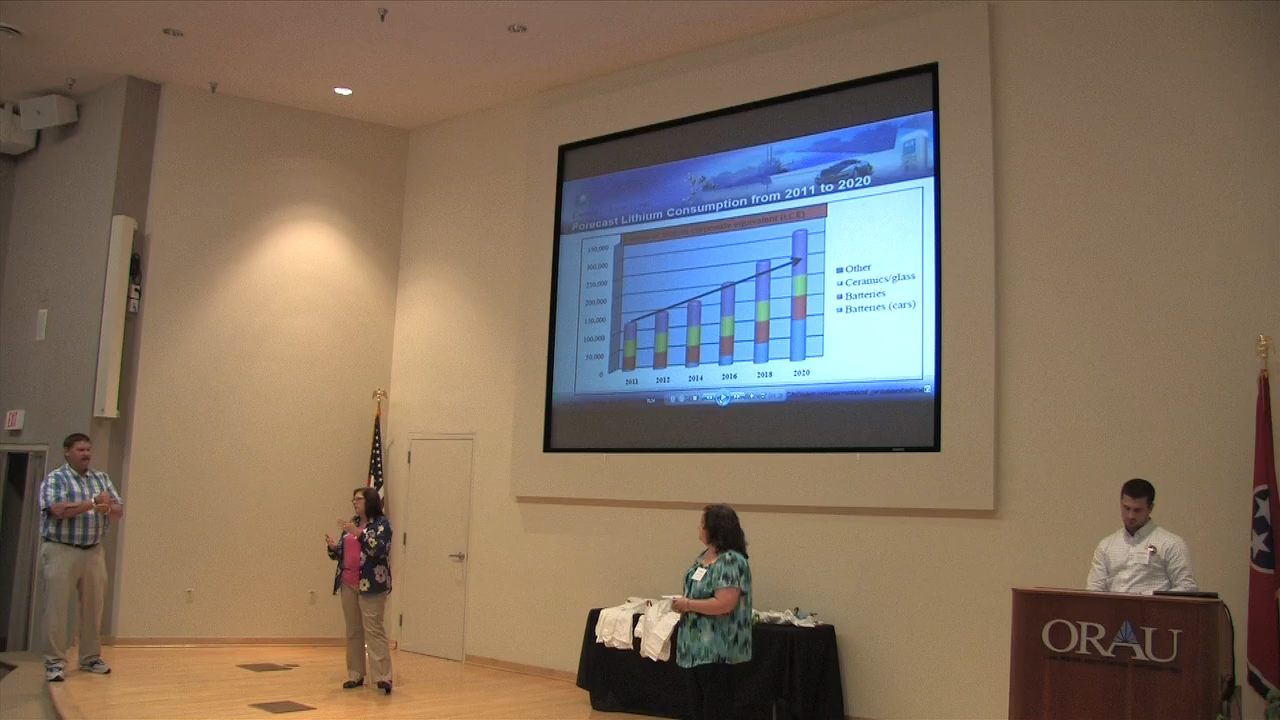 Forecast Lithium Consumption from 2011 to 2020
350,000
300,000
250,000
200,000
150,000
100,000
50,000
0
2011 2012 2014 2016 2018 2020
Other
Ceramics/glass
Batteries
Batteries (cars)
EXIT
ORAU